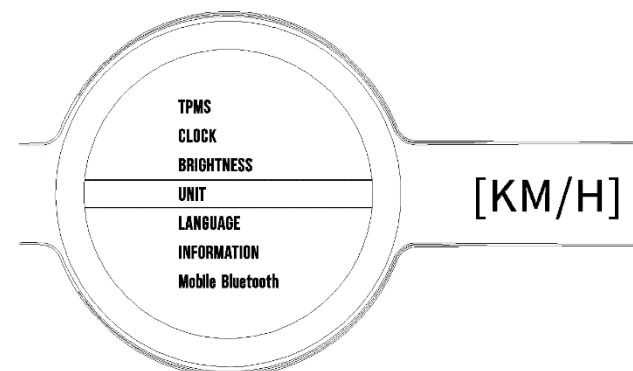 TPMS
CLOCK
BRIGHTNESS
UNIT
[KM/H]
LANGUAGE
INFORMATION
Mobile Bluetooth